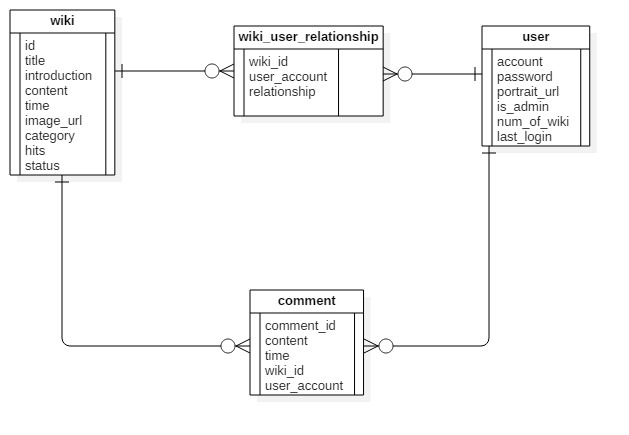 wiki
id
title
introduction
content
time
image_url
category
hits
status
wiki_user_relationship
wiki_id
user_account
relationship
user
account
password
portrait_url
is_admin
num_of_wiki
last_login
comment
comment_id
content
time
wiki_id
user_account